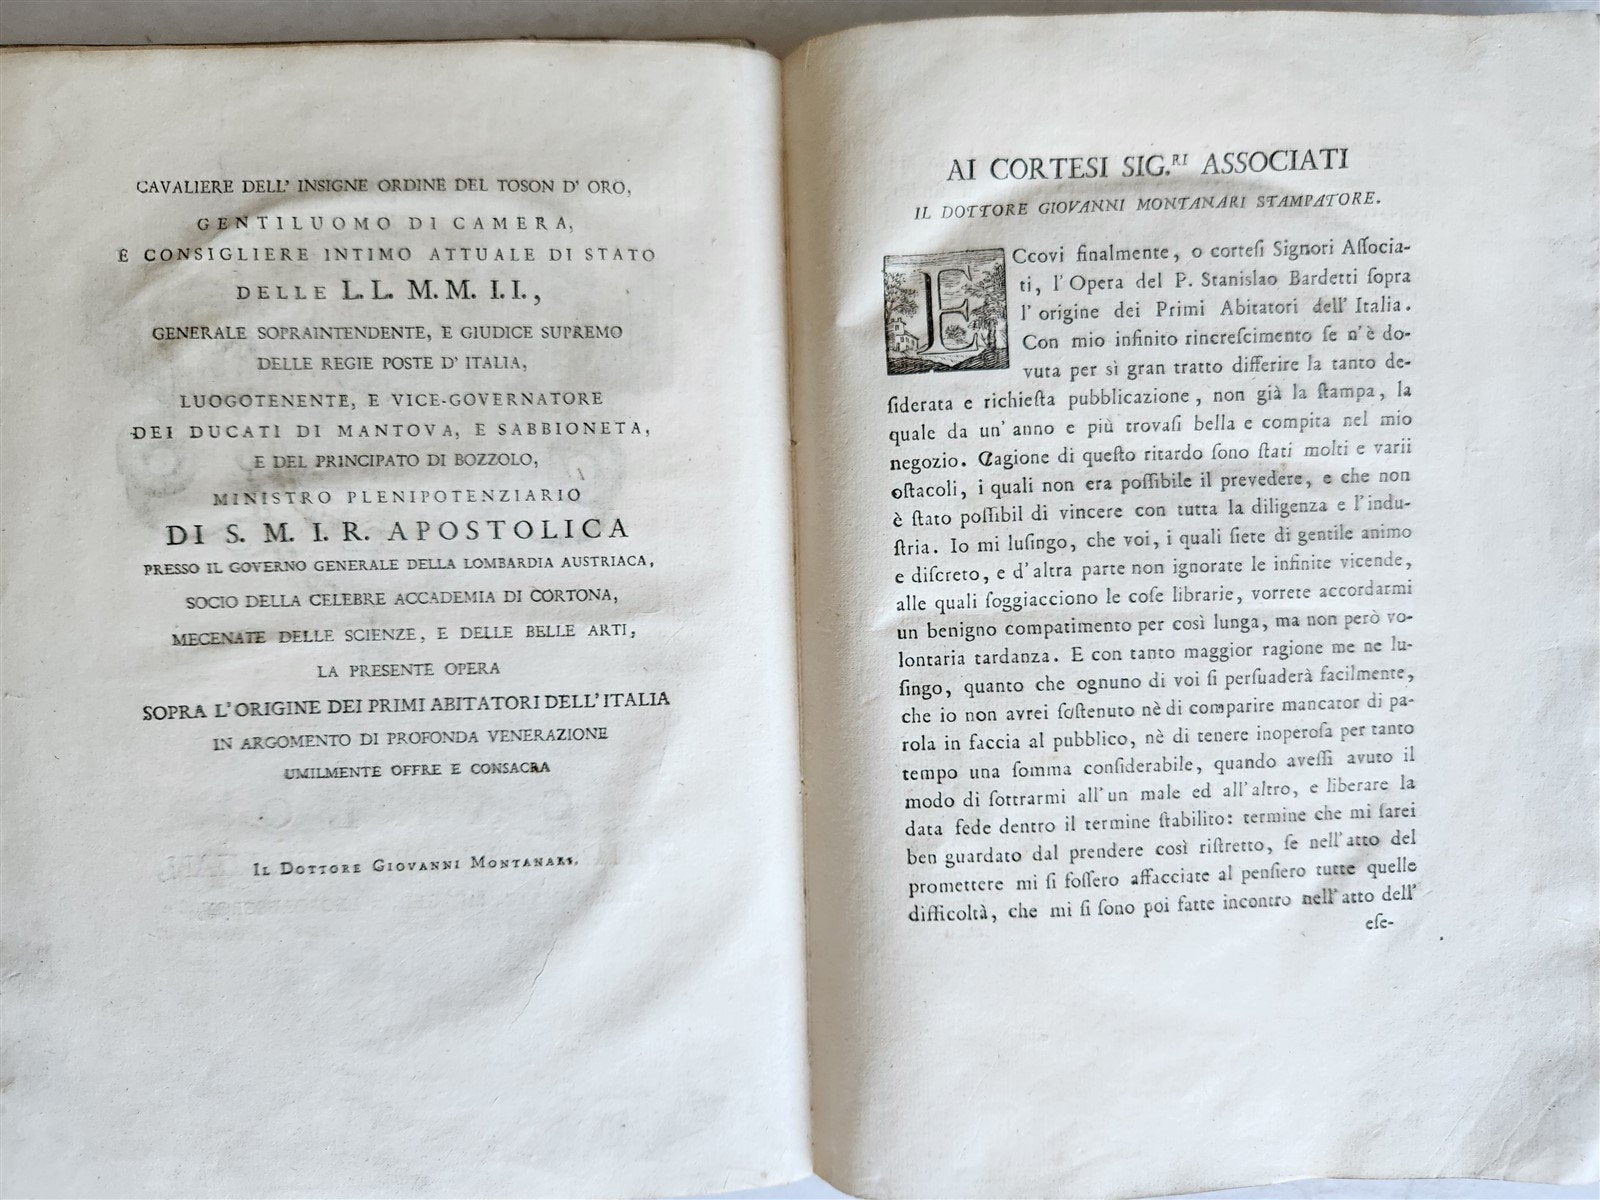 CAVALIERE DELL' INSIGNE ORDINE DEL TOSON D' ORO,
GENTILUOMO DI CAMERA,
E CONSIGLIERE INTIMO ATTUALE DI STATO
DELLE L. L. M. M. I. I.,
GENERALE SOPRAINTENDENTE, E GIUDICE SUPREMO
DELLE REGIE POSTE D' ITALIA,
LUOGOTENENTE, E VICE-GOVERNATORE
DEI DUCATI DI MANTOVA, E SABBIONETA,
E DEL PRINCIPATO DI BOZZOLO,
MINISTRO PLENIPOTENZIARIO
DI S. M. I. R. APOSTOLICA
PRESSO IL GOVERNO GENERALE DELLA LOMBARDIA AUSTRIACA,
SOCIO DELLA CELEBRE ACCADEMIA DI CORTONA,
MECENATE DELLE SCIENZE, E DELLE BELLE ARTI,
LA PRESENTE OPERA
SOPRA L'ORIGINE DEI PRIMI ABITATORI DELL'ITALIA
IN ARGOMENTO DI PROFONDA VENERAZIONE
UMILMENTE OFFRE E CONSACRA
IL DOTTORE GIOVANNI MONTANARI.
AI CORTESI SIG.RI ASSOCIATI
IL DOTTORE GIOVANNI MONTANARI STAMPATORE.
ECcovi finalmente, o cortesi Signori Aſſocia-
ti, l'Opera del P. Stanislao Bardetti ſopra
l'origine dei Primi Abitatori dell'Italia.
Con mio infinito rincreſcimento ſe n'è do-
vuta per sì gran tratto differire la tanto de-
ſiderata e richieſta pubblicazione, non già la ſtampa, la
quale da un'anno e più trovaſi bella e compita nel mio
negozio. Cagione di queſto ritardo ſono ſtati molti e varii
oſtacoli, i quali non era poſſibile il prevedere, e che non
è ſtato poſſibil di vincere con tutta la diligenza e l'indu-
ſtria. Io mi luſingo, che voi, i quali ſiete di gentile animo
e diſcreto, e d'altra parte non ignorate le infinite vicende,
alle quali ſoggiacciono le coſe librarie, vorrete accordarmi
un benigno compatimento per così lunga, ma non però vo-
lontaria tardanza. E con tanto maggior ragione me ne lu-
ſingo, quanto che ognuno di voi ſi perſuaderà facilmente,
che io non avrei ſoſtenuto nè di comparire mancator di pa-
rola in faccia al pubblico, nè di tenere inoperoſa per tanto
tempo una ſomma conſiderabile, quando aveſſi avuto il
modo di ſottrarmi all'un male ed all'altro, e liberare la
data fede dentro il termine ſtabilito: termine che mi ſarei
ben guardato dal prendere così riſtretto, ſe nell'atto del
promettere mi ſi foſſero affacciate al penſiero tutte quelle
difficoltà, che mi ſi ſono poi fatte incontro nell'atto dell'
eſe-